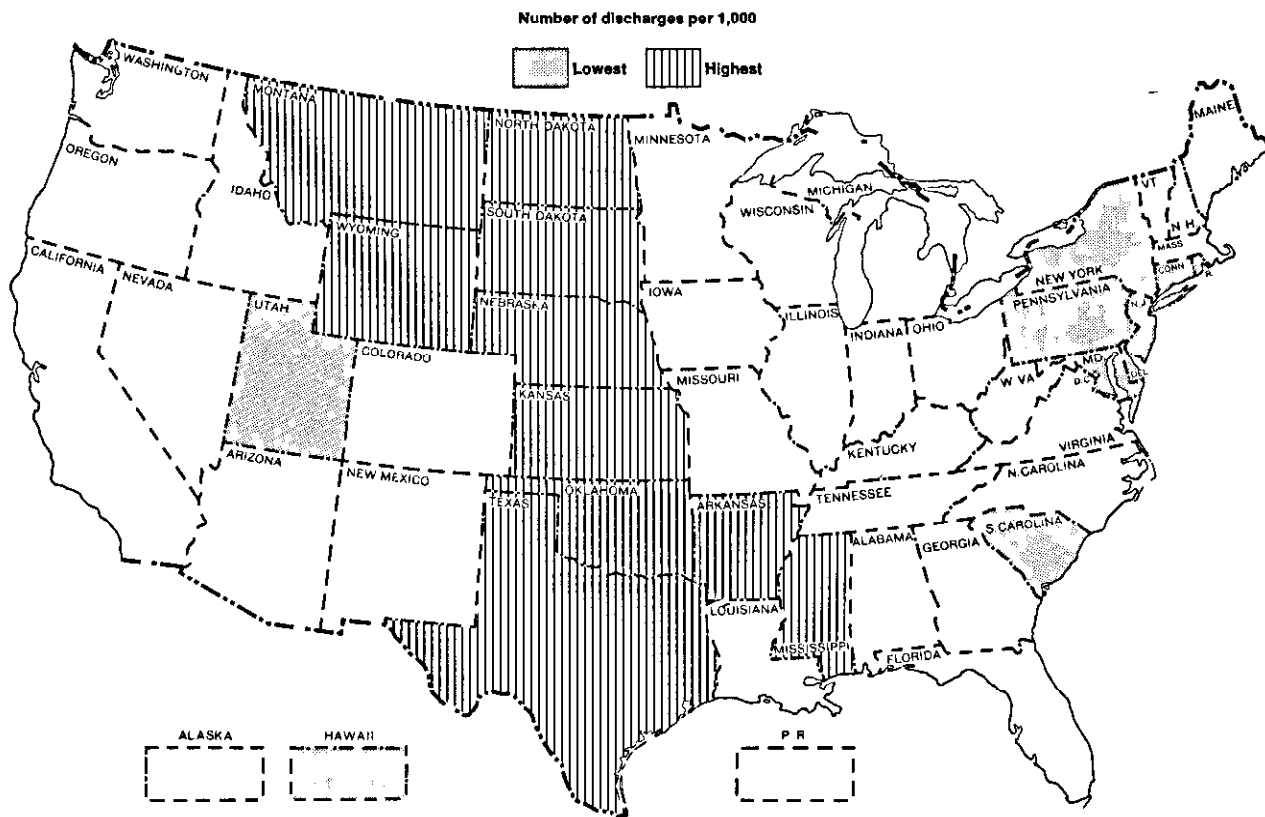 Number of discharges per 1,000
Lowest
Highest
WASHINGTON
MONTANA
NORTH DAKOTA
MINNESOTA
MAINE
OREGON
IDAHO
MICHIGAN
VT
WISCONSIN
SOUTH DAKOTA
WYOMING
N H
MASS
CALIFORNIA
NEVADA
CONN
R
NEW YORK
UTAH
NEBRASKA
IOWA
ILLINOIS
INDIANA
OHIO
PENNSYLVANIA
N J
COLORADO
MD
MISSOURI
W VA
D.C
DEL
KANSAS
KENTUCKY
VIRGINIA
ARIZONA
NEW MEXICO
N.CAROLINA
TEXAS
OKLAHOMA
ARKANSAS
TENNESSEE
S.CAROLINA
ALABAMA
GEORGIA
LOUISIANA
MISSISSIPPI
FLORIDA
ALASKA
HAWAII
P R